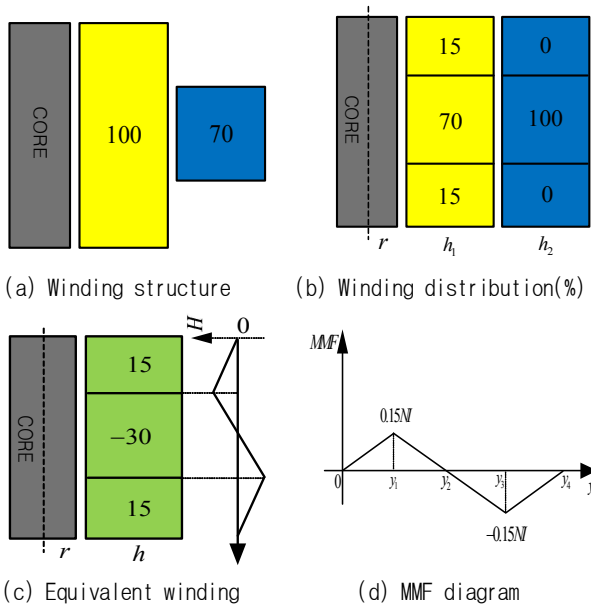 CORE
100
70
(a) Winding structure
CORE
15
70
15
0
100
0
r
h₁
h₂
(b) Winding distribution(%)
CORE
15
−30
15
r
h
H
0
(c) Equivalent winding
MMF
0.15NI
0
y₁
y₂
y₃
y₄
y
−0.15NI
(d) MMF diagram